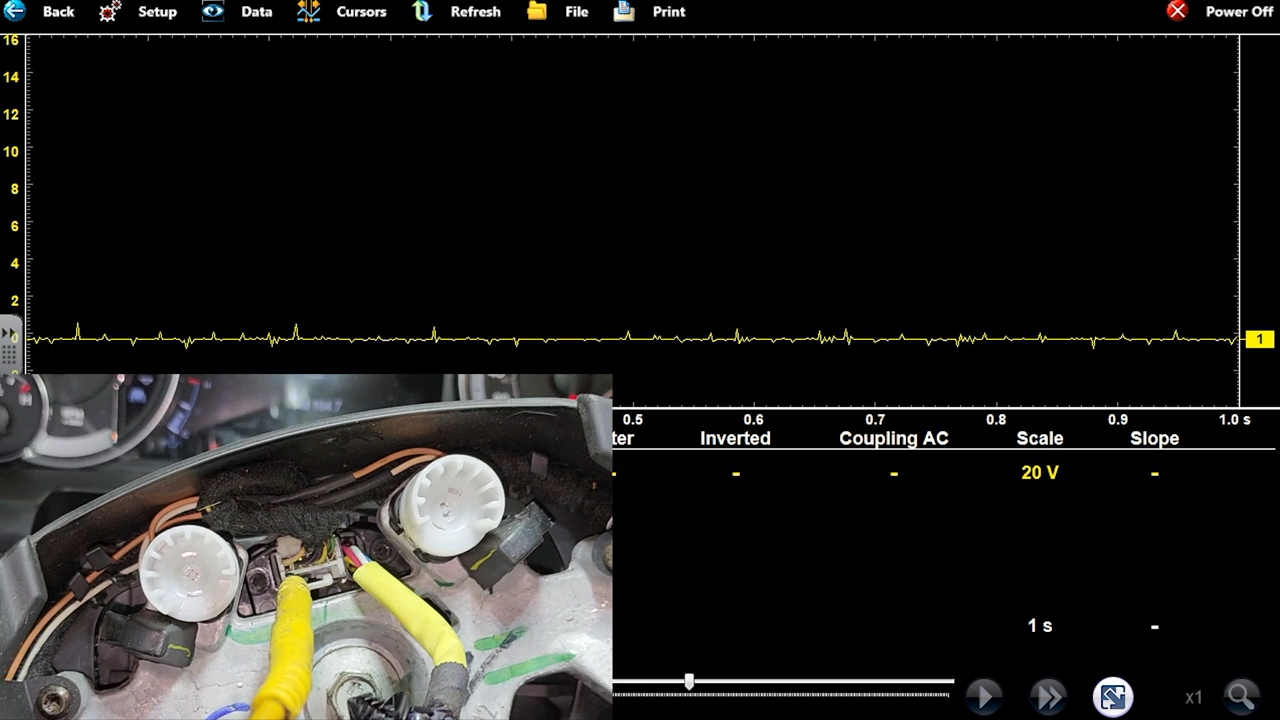 Back Setup Data Cursors Refresh File Print Power Off
16
14
12
10
8
6
4
2
0
1
0.5 0.6 0.7 0.8 0.9 1.0 s
ter Inverted Coupling AC Scale Slope
- - - 20 V -
1 s -
x1